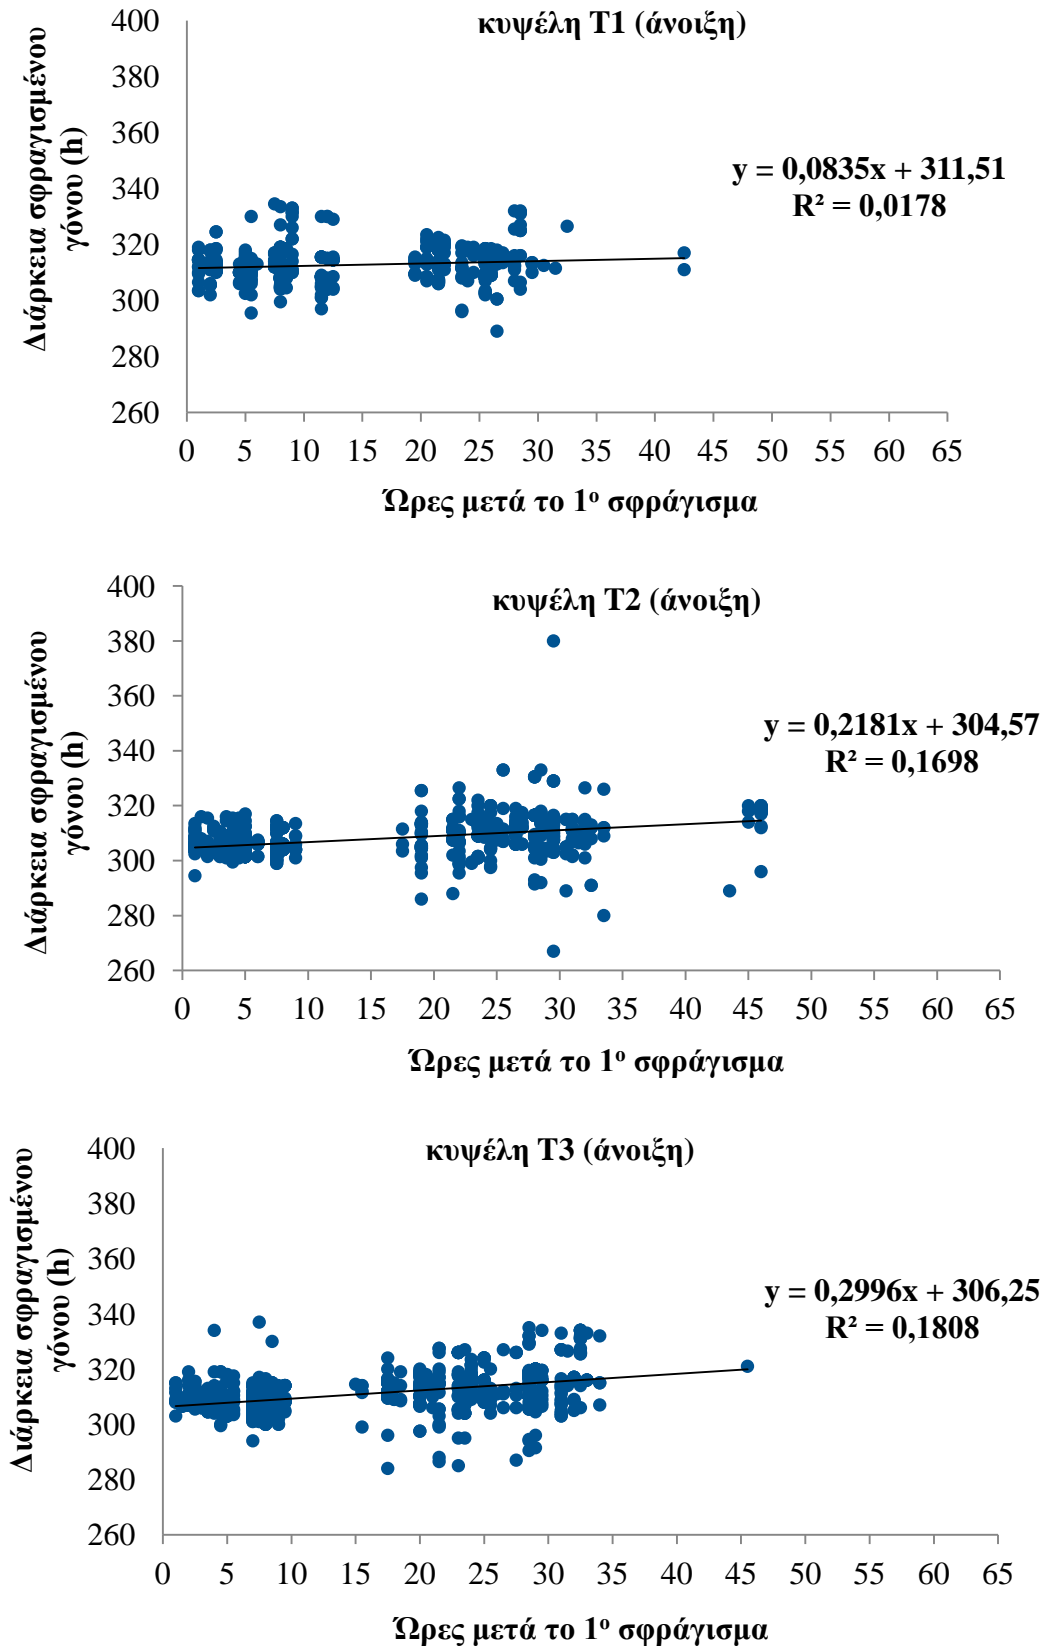 κυψέλη Τ1 (άνοιξη)
Διάρκεια σφραγισμένου
γόνου (h)
400
380
360
340
320
300
280
260
y = 0,0835x + 311,51
R² = 0,0178
0 5 10 15 20 25 30 35 40 45 50 55 60 65
Ώρες μετά το 1ο σφράγισμα
κυψέλη Τ2 (άνοιξη)
Διάρκεια σφραγισμένου
γόνου (h)
400
380
360
340
320
300
280
260
y = 0,2181x + 304,57
R² = 0,1698
0 5 10 15 20 25 30 35 40 45 50 55 60 65
Ώρες μετά το 1ο σφράγισμα
κυψέλη Τ3 (άνοιξη)
Διάρκεια σφραγισμένου
γόνου (h)
400
380
360
340
320
300
280
260
y = 0,2996x + 306,25
R² = 0,1808
0 5 10 15 20 25 30 35 40 45 50 55 60 65
Ώρες μετά το 1ο σφράγισμα